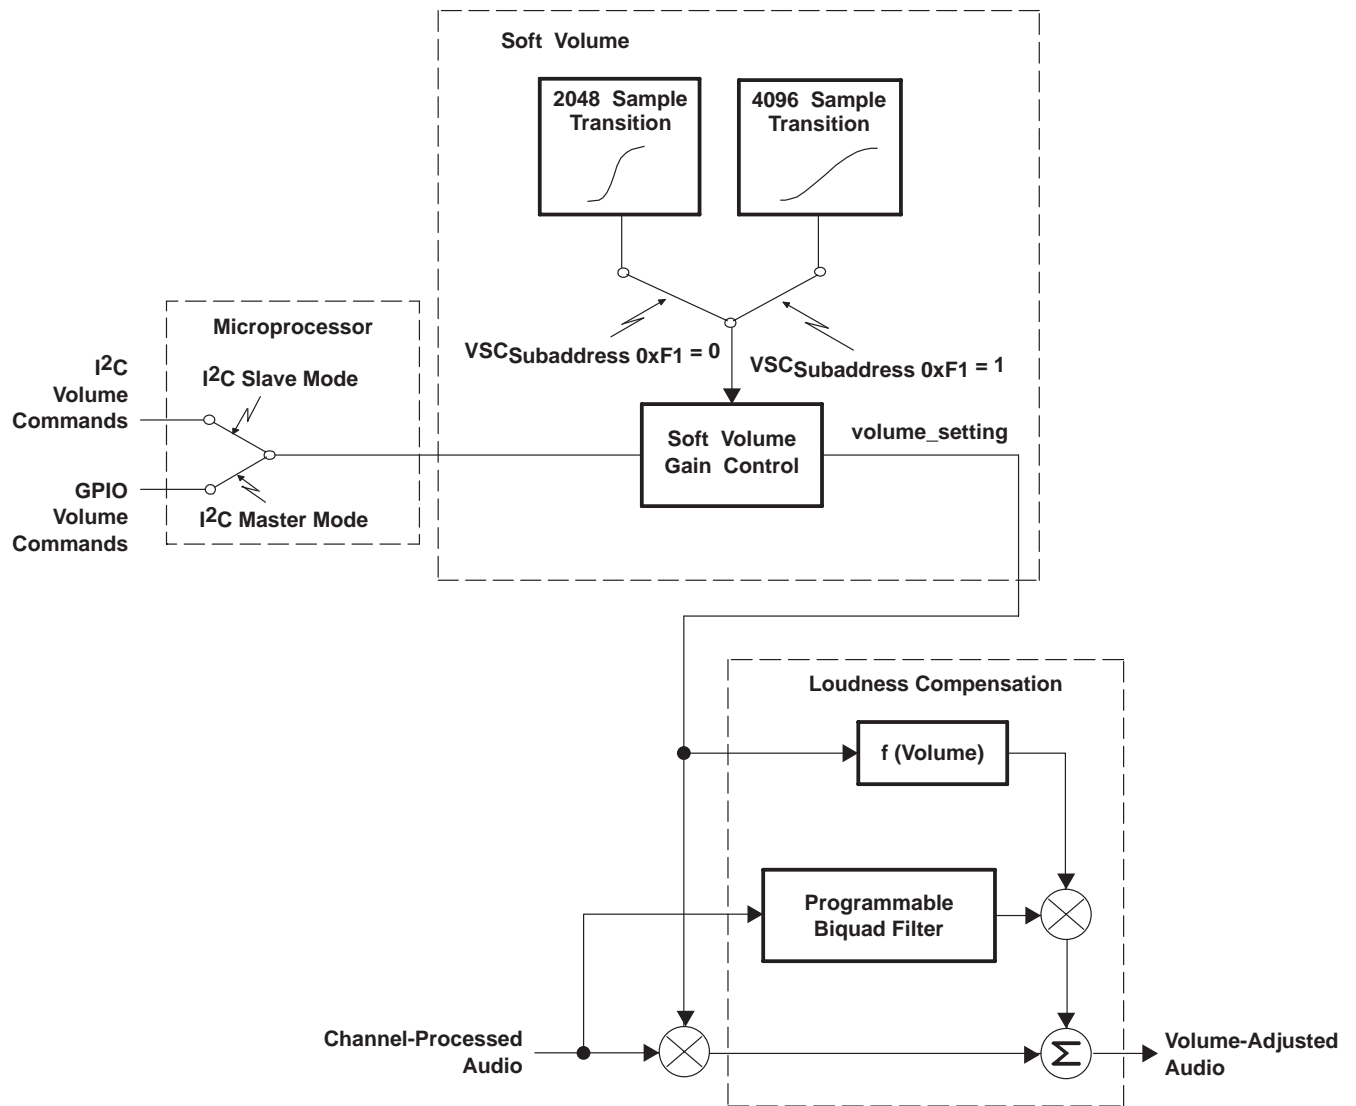 Soft Volume
2048 Sample
Transition
4096 Sample
Transition
VSCSubaddress 0xF1 = 0
VSCSubaddress 0xF1 = 1
Microprocessor
I2C
Volume
Commands
I2C Slave Mode
GPIO
Volume
Commands
I2C Master Mode
Soft Volume
Gain Control
volume_setting
Loudness Compensation
f (Volume)
Programmable
Biquad Filter
Channel-Processed
Audio
Σ
Volume-Adjusted
Audio